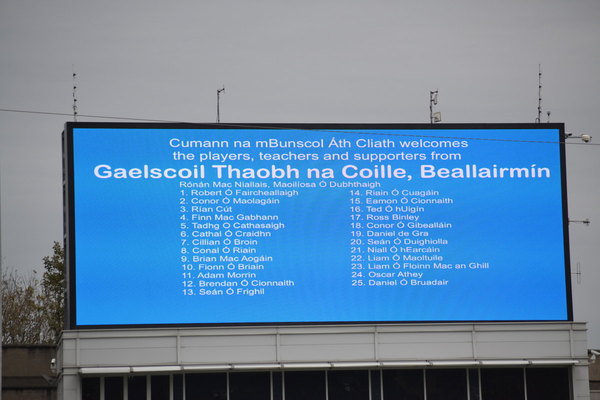 Cumann na mBunscol Áth Cliath welcomes
the players, teachers and supporters from
Gaelscoil Thaobh na Coille, Beallairmín
Rónán Mac Niallais, Maoilíosa Ó Dubhthaigh
1. Robert Ó Faircheallaigh
2. Conor Ó Maolagáin
3. Rían Cút
4. Finn Mac Gabhann
5. Tadhg Ó Cathasaigh
6. Cathal Ó Craidhn
7. Cillian Ó Broin
8. Conal Ó Riain
9. Brian Mac Aogáin
10. Fionn Ó Briain
11. Adam Morrin
12. Brendan Ó Cionnaith
13. Seán Ó Frighil
14. Riain Ó Cuagáin
15. Eamon Ó Cionnaith
16. Ted Ó hUigín
17. Ross Binley
18. Conor Ó Gibealláin
19. Daniel de Gra
20. Seán Ó Duighiolla
21. Niall Ó hEarcáin
22. Liam Ó Maoltuile
23. Liam Ó Floinn Mac an Ghill
24. Oscar Athey
25. Daniel Ó Bruadair